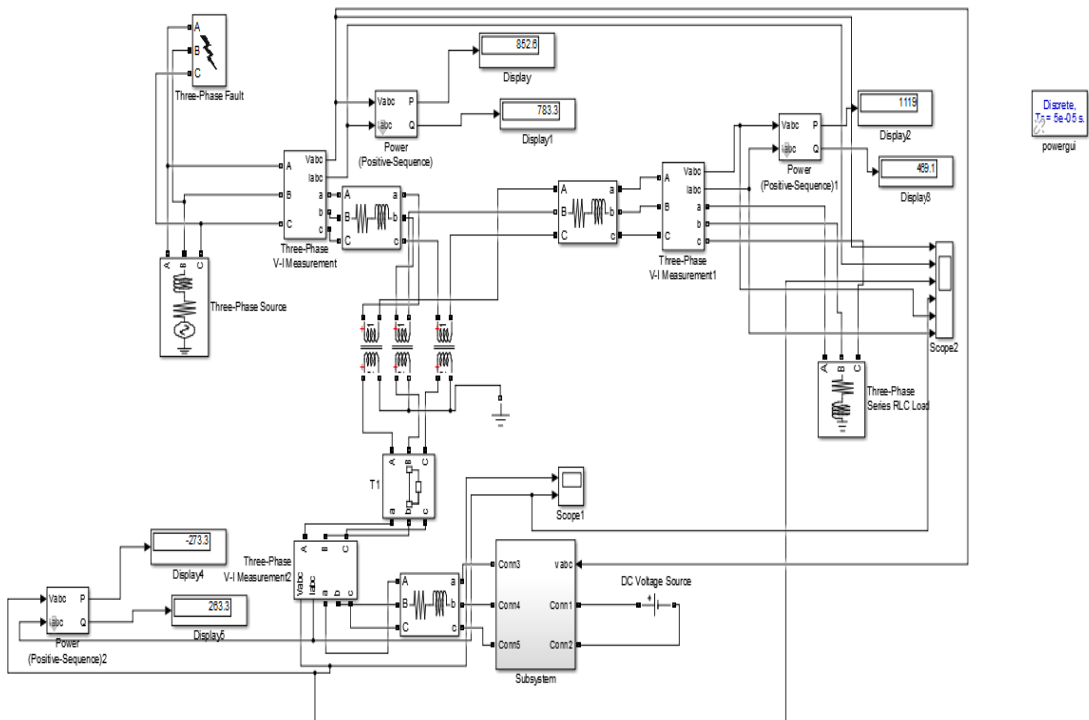 A
B
C
Three-Phase Fault
852.6
Display
Vabc P
Iabc Q
Power
(Positive-Sequence)
783.3
Display1
A
B
C
Vabc
Iabc
a
b
c
Three-Phase
V-I Measurement
A a
B b
C c
A B C
Three-Phase Source
A a
B b
C c
A
B
C
Vabc
Iabc
a
b
c
Three-Phase
V-I Measurement1
Vabc P
Iabc Q
Power
(Positive-Sequence)1
1119
Display2
469.1
Display3
Discrete,
Ts = 5e-05 s.
powergui
Scope2
A B C
Three-Phase
Series RLC Load
A B C
T1
a b c
Scope1
A B C
Three-Phase
V-I Measurement2
Vabc
Iabc
a b c
-273.3
Display4
263.3
Display5
Vabc P
Iabc Q
Power
(Positive-Sequence)2
A a
B b
C c
Conn3
Conn4
Conn5
vabc
Conn1
Conn2
Subsystem
DC Voltage Source
+